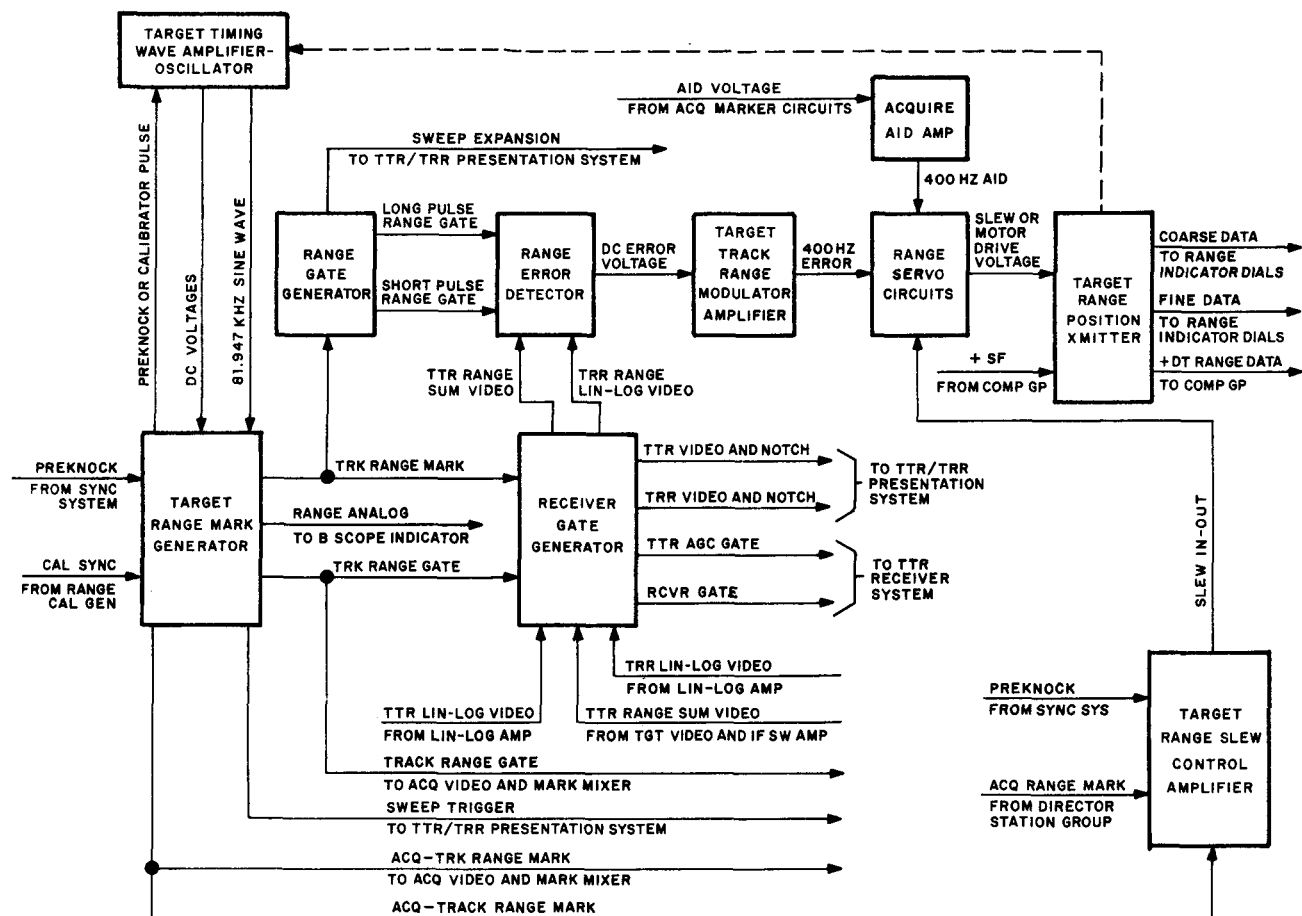 TARGET TIMING
WAVE AMPLIFIER-
OSCILLATOR
AID VOLTAGE
FROM ACQ MARKER CIRCUITS
ACQUIRE
AID AMP
SWEEP EXPANSION
TO TTR/TRR PRESENTATION SYSTEM
400 HZ AID
PREKNOCK OR CALIBRATOR PULSE
DC VOLTAGES
81.947 KHZ SINE WAVE
RANGE
GATE
GENERATOR
LONG PULSE
RANGE GATE
SHORT PULSE
RANGE GATE
RANGE
ERROR
DETECTOR
DC ERROR
VOLTAGE
TARGET
TRACK
RANGE
MODULATOR
AMPLIFIER
400HZ
ERROR
RANGE
SERVO
CIRCUITS
SLEW OR
MOTOR
DRIVE
VOLTAGE
TARGET
RANGE
POSITION
XMITTER
COARSE DATA
TO RANGE
INDICATOR DIALS
FINE DATA
TO RANGE
INDICATOR DIALS
+DT RANGE DATA
TO COMP GP
+ SF
FROM COMP GP
TTR RANGE
SUM VIDEO
TRR RANGE
LIN-LOG VIDEO
PREKNOCK
FROM SYNC
SYSTEM
CAL SYNC
FROM RANGE
CAL GEN
TARGET
RANGE MARK
GENERATOR
TRK RANGE MARK
RANGE ANALOG
TO B SCOPE INDICATOR
TRK RANGE GATE
RECEIVER
GATE
GENERATOR
TTR VIDEO AND NOTCH
TRR VIDEO AND NOTCH
TO TTR/TRR
PRESENTATION
SYSTEM
TTR AGC GATE
RCVR GATE
TO TTR
RECEIVER
SYSTEM
SLEW IN-OUT
TRR LIN-LOG VIDEO
FROM LIN-LOG AMP
TTR LIN-LOG VIDEO
FROM LIN-LOG AMP
TTR RANGE SUM VIDEO
FROM TGT VIDEO AND IF SW AMP
PREKNOCK
FROM SYNC SYS
ACQ RANGE MARK
FROM DIRECTOR
STATION GROUP
TARGET
RANGE SLEW
CONTROL
AMPLIFIER
TRACK RANGE GATE
TO ACQ VIDEO AND MARK MIXER
SWEEP TRIGGER
TO TTR/TRR PRESENTATION SYSTEM
ACQ-TRK RANGE MARK
TO ACQ VIDEO AND MARK MIXER
ACQ-TRACK RANGE MARK